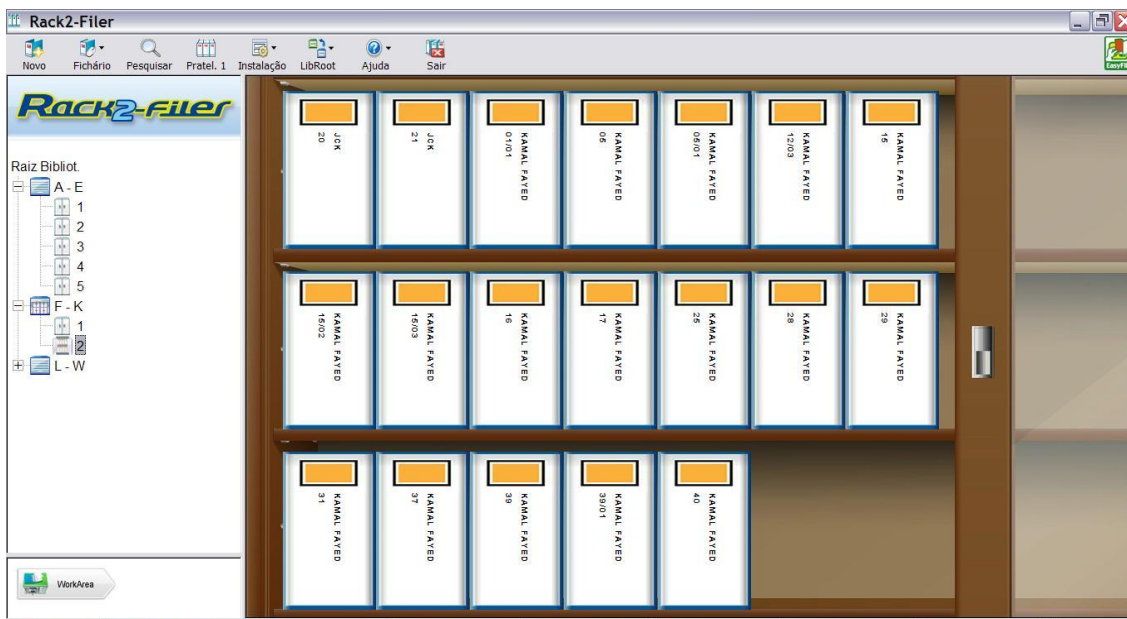 Rack2-Filer
Novo Fichário Pesquisar Pratel. 1 Instalação LibRoot Ajuda Sair
EasyFil
Rack2-Filer
Raiz Bibliot.
A - E
1
2
3
4
5
F - K
1
2
L - W
WorkArea
JCK
20
JCK
21
KAMAL FAYED
01/01
KAMAL FAYED
05
KAMAL FAYED
05/01
KAMAL FAYED
12/03
KAMAL FAYED
15
KAMAL FAYED
15/02
KAMAL FAYED
15/03
KAMAL FAYED
16
KAMAL FAYED
17
KAMAL FAYED
25
KAMAL FAYED
28
KAMAL FAYED
29
KAMAL FAYED
31
KAMAL FAYED
37
KAMAL FAYED
39
KAMAL FAYED
39/01
KAMAL FAYED
40